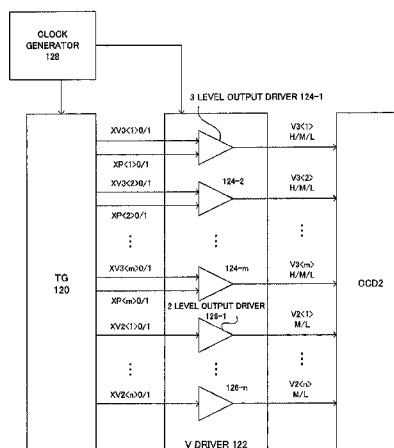 CLOCK
GENERATOR
128
3 LEVEL OUTPUT DRIVER 124-1
XV3<1>0/1
XP<1>0/1
V3<1>
H/M/L
XV3<2>0/1
XP<2>0/1
124-2
V3<2>
H/M/L
XV3<m>0/1
XP<m>0/1
124-m
V3<m>
H/M/L
TG
120
CCD2
2 LEVEL OUTPUT DRIVER
126-1
XV2<1>0/1
V2<1>
M/L
XV2<n>0/1
126-n
V2<n>
M/L
V DRIVER 122